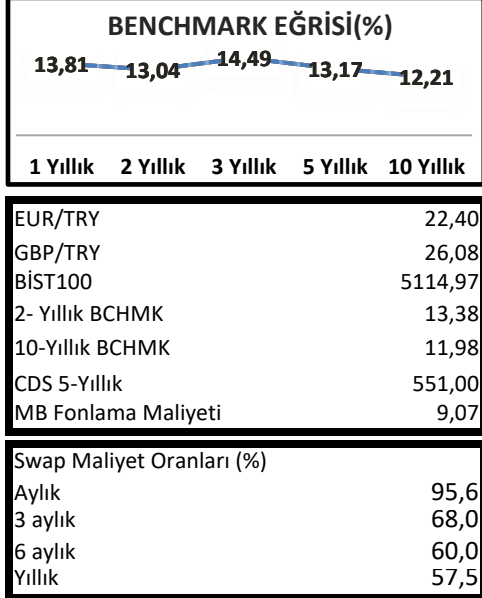 BENCHMARK EĞRİSİ(%)
13,81 13,04 14,49 13,17 12,21
1 Yıllık 2 Yıllık 3 Yıllık 5 Yıllık 10 Yıllık
EUR/TRY 22,40
GBP/TRY 26,08
BİST100 5114,97
2- Yıllık BCHMK 13,38
10-Yıllık BCHMK 11,98
CDS 5-Yıllık 551,00
MB Fonlama Maliyeti 9,07
Swap Maliyet Oranları (%)
Aylık 95,6
3 aylık 68,0
6 aylık 60,0
Yıllık 57,5